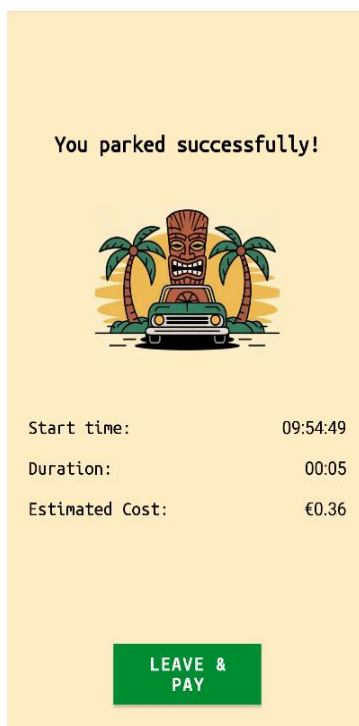 You parked successfully!
Start time: 09:54:49
Duration: 00:05
Estimated Cost: €0.36
LEAVE &
PAY